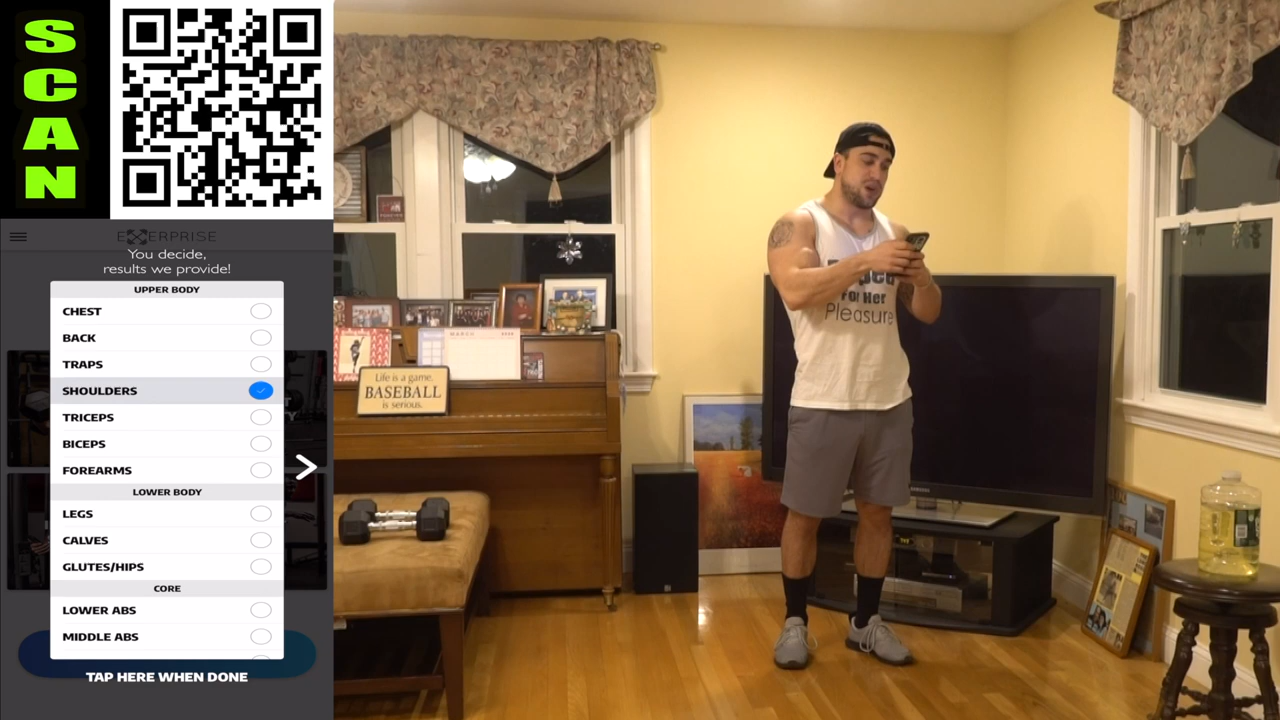 SCAN
EXERPRISE
You decide,
results we provide!
UPPER BODY
CHEST
BACK
TRAPS
SHOULDERS
TRICEPS
BICEPS
FOREARMS
LOWER BODY
LEGS
CALVES
GLUTES/HIPS
CORE
LOWER ABS
MIDDLE ABS
TAP HERE WHEN DONE
For Her
Pleasure
MARCH
Life is a game.
BASEBALL
is serious.
SAMSUNG